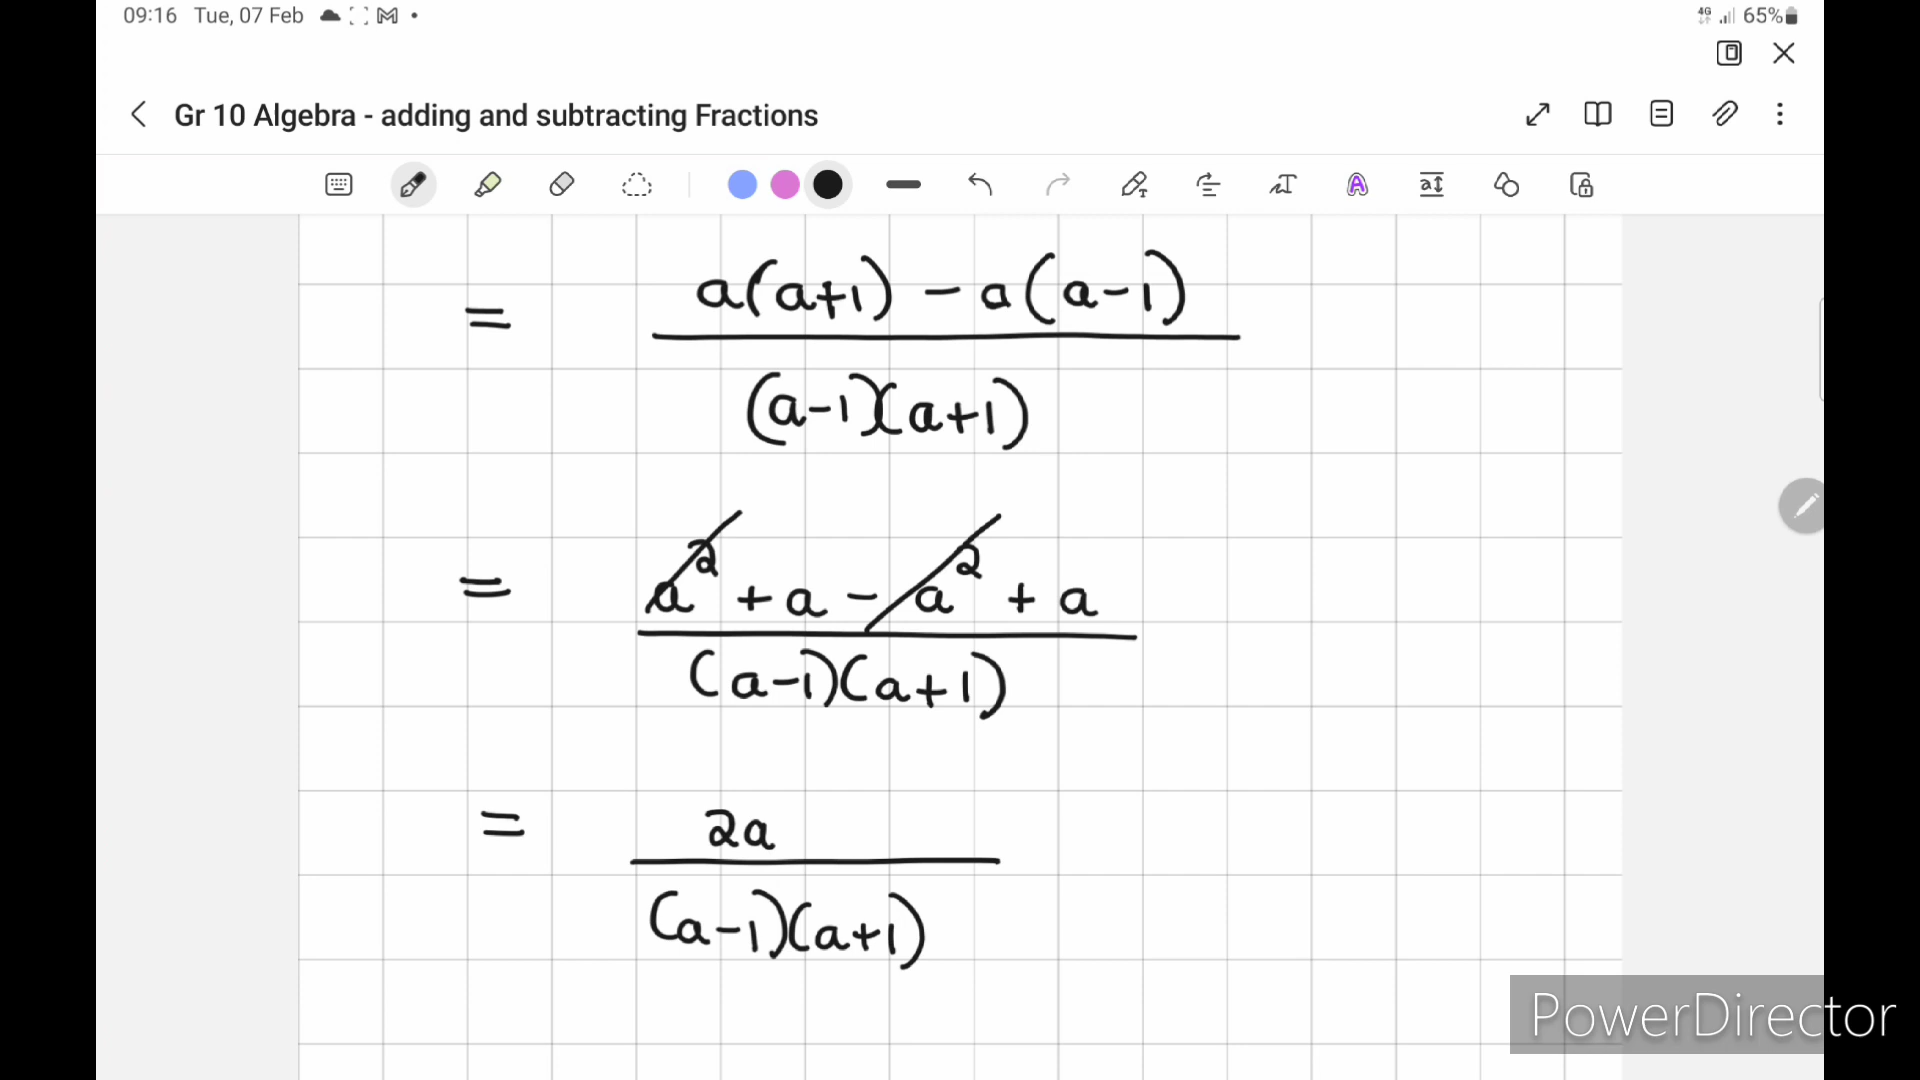 09:16 Tue, 07 Feb
4G 65%
Gr 10 Algebra - adding and subtracting Fractions
= a(a+1) - a(a-1)
(a-1)(a+1)
= a² + a - a² + a
(a-1)(a+1)
= 2a
(a-1)(a+1)
PowerDirector